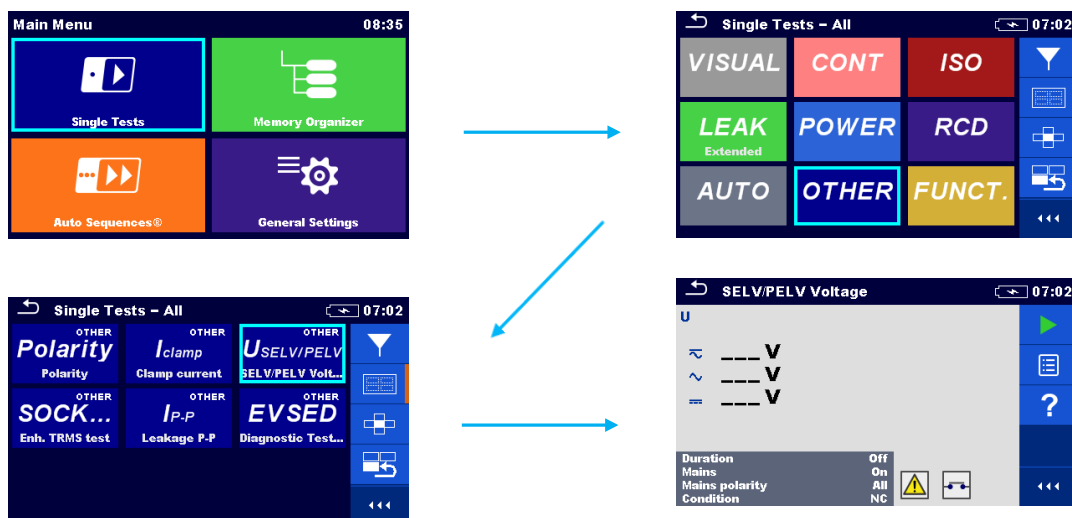 Main Menu 08:35
Single Tests Memory Organizer
Auto Sequences® General Settings
Single Tests – All 07:02
VISUAL CONT ISO
LEAK POWER RCD
Extended
AUTO OTHER FUNCT.
Single Tests – All 07:02
OTHER OTHER OTHER
Polarity Iclamp USELV/PELV
Polarity Clamp current SELV/PELV Volt...
OTHER OTHER OTHER
SOCK... IP-P EVSED
Enh. TRMS test Leakage P-P Diagnostic Test...
SELV/PELV Voltage 07:02
U
___V
___V
___V
?
Duration Off
Mains On
Mains polarity All
Condition NC